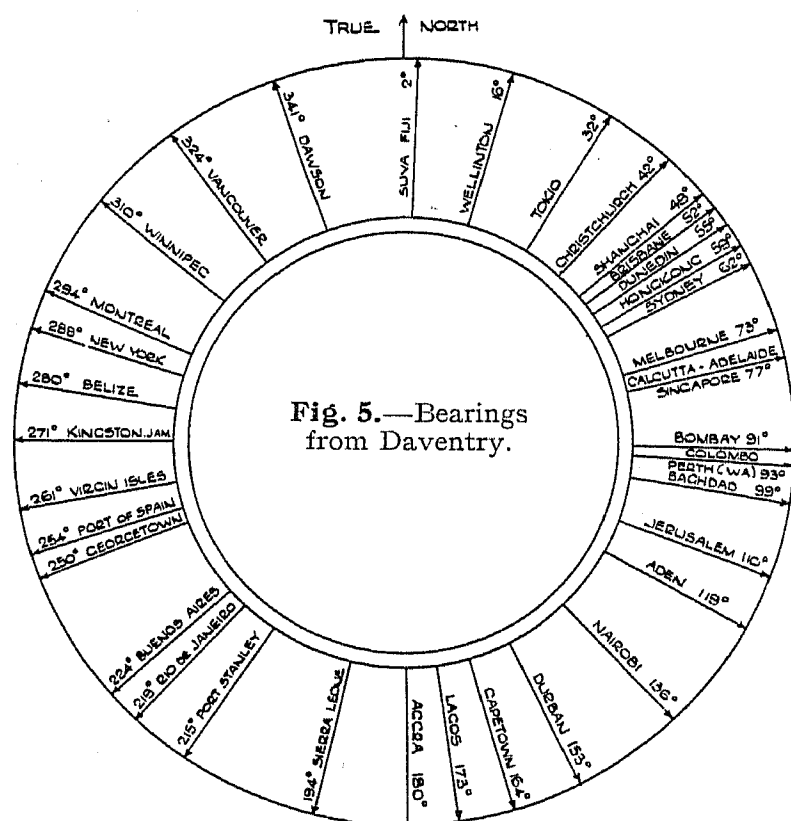 TRUE NORTH
SUVA FIJI 2°
WELLINGTON 16°
TOKIO 32°
CHRISTCHURCH 42°
SHANGHAI 48°
BRISBANE 52°
DUNEDIN 55°
HONGKONG 59°
SYDNEY 62°
MELBOURNE 73°
CALCUTTA - ADELAIDE
SINGAPORE 77°
BOMBAY 91°
COLOMBO
PERTH (WA) 93°
BAGHDAD 99°
JERUSALEM 110°
ADEN 119°
NAIROBI 136°
DURBAN 153°
CAPETOWN 164°
LAGOS 173°
ACCRA 180°
194° SIERRA LEONE
215° PORT STANLEY
219° RIO DE JANEIRO
224° BUENOS AIRES
250° GEORGETOWN
254° PORT OF SPAIN
261° VIRGIN ISLES
271° KINGSTON. JAM.
280° BELIZE
288° NEW YORK
294° MONTREAL
310° WINNIPEG
324° VANCOUVER
341° DAWSON
Fig. 5.—Bearings
from Daventry.